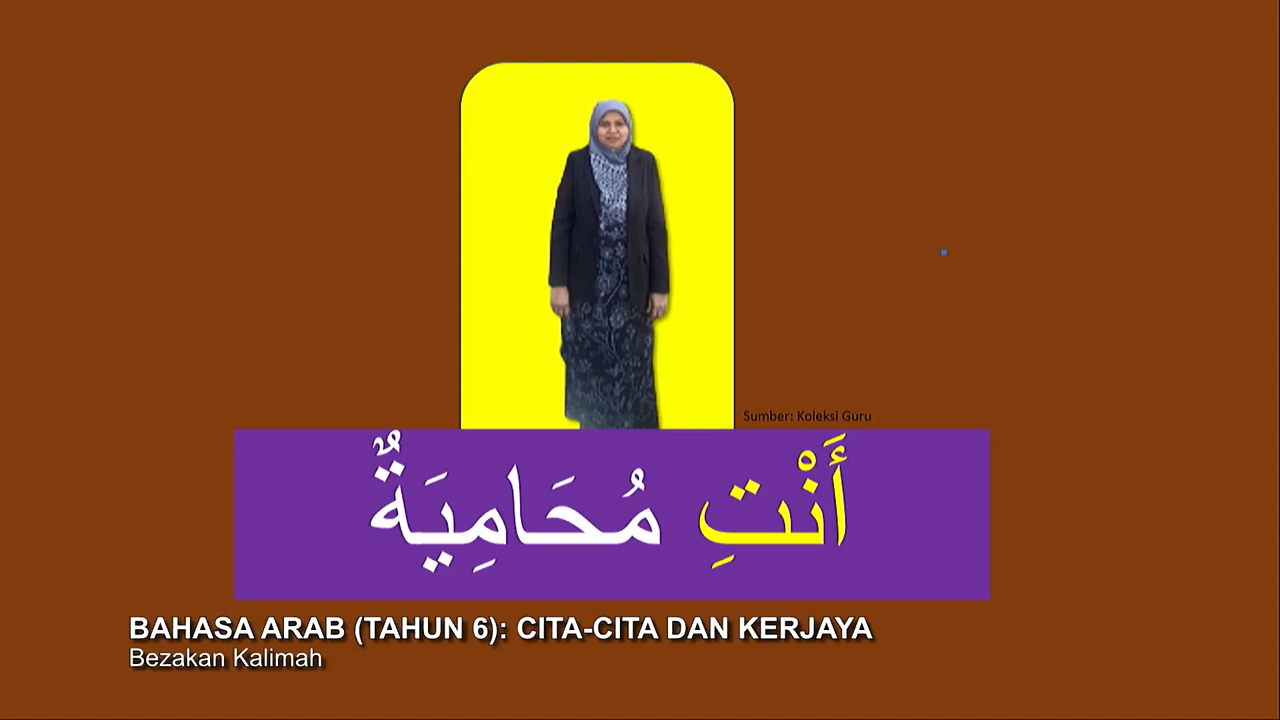 Sumber: Koleksi Guru
أَنْتِ مُحَامِيَةٌ
BAHASA ARAB (TAHUN 6): CITA-CITA DAN KERJAYA
Bezakan Kalimah